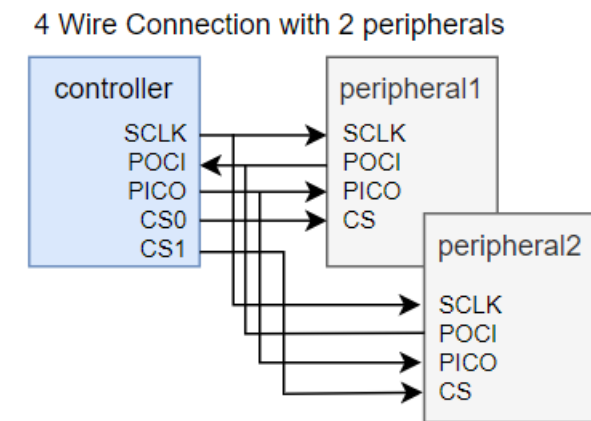 4 Wire Connection with 2 peripherals
controller
SCLK
POCI
PICO
CS0
CS1
peripheral1
SCLK
POCI
PICO
CS
peripheral2
SCLK
POCI
PICO
CS